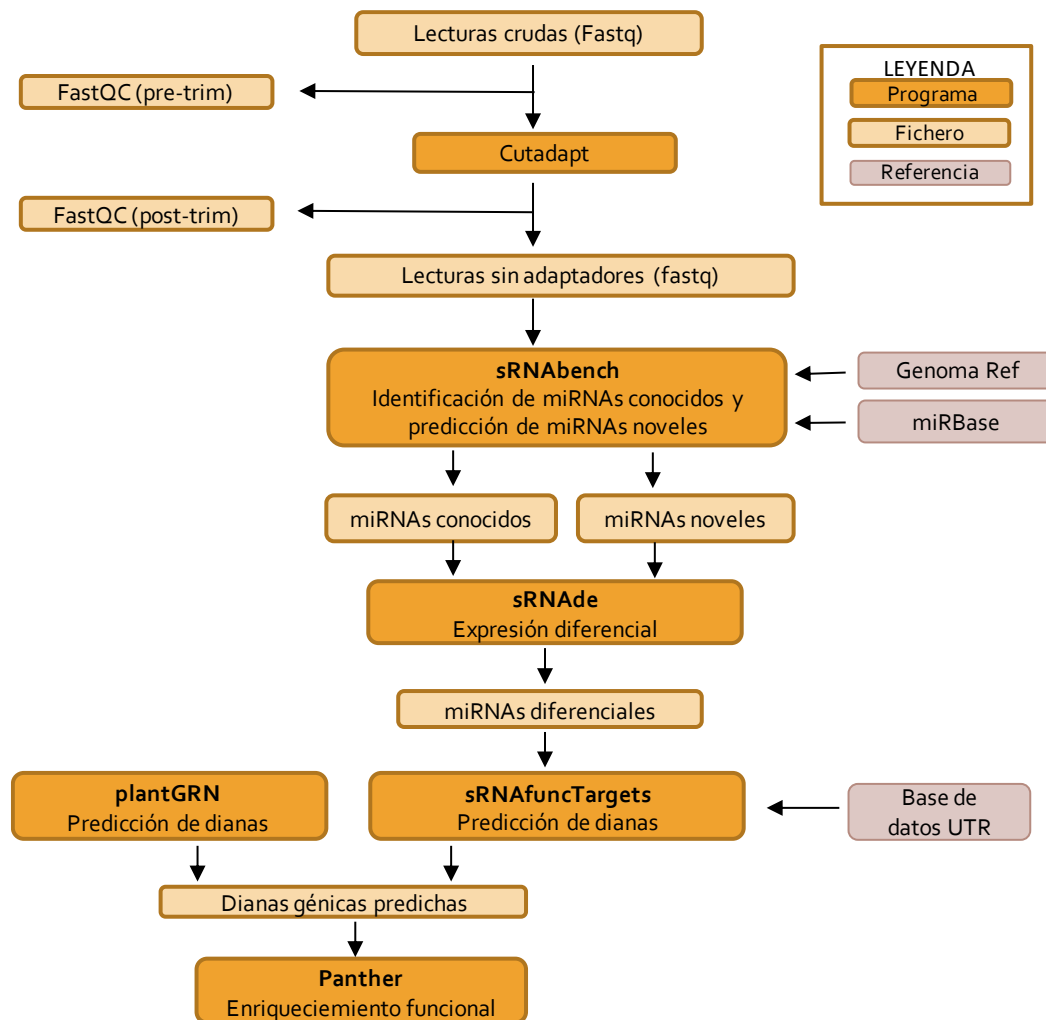 Lecturas crudas (Fastq)
LEYENDA
Programa
Fichero
Referencia
FastQC (pre-trim)
Cutadapt
FastQC (post-trim)
Lecturas sin adaptadores (fastq)
sRNAbench
Identificación de miRNAs conocidos y
predicción de miRNAs noveles
Genoma Ref
miRBase
miRNAs conocidos
miRNAs noveles
sRNAde
Expresión diferencial
miRNAs diferenciales
plantGRN
Predicción de dianas
sRNAfuncTargets
Predicción de dianas
Base de
datos UTR
Dianas génicas predichas
Panther
Enriqueciemiento funcional